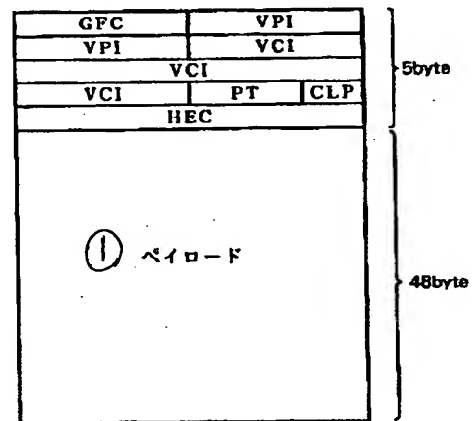 GFC VPI
VPI VCI
VCI
VCI PT CLP
HEC
5byte
① ペイロード
48byte